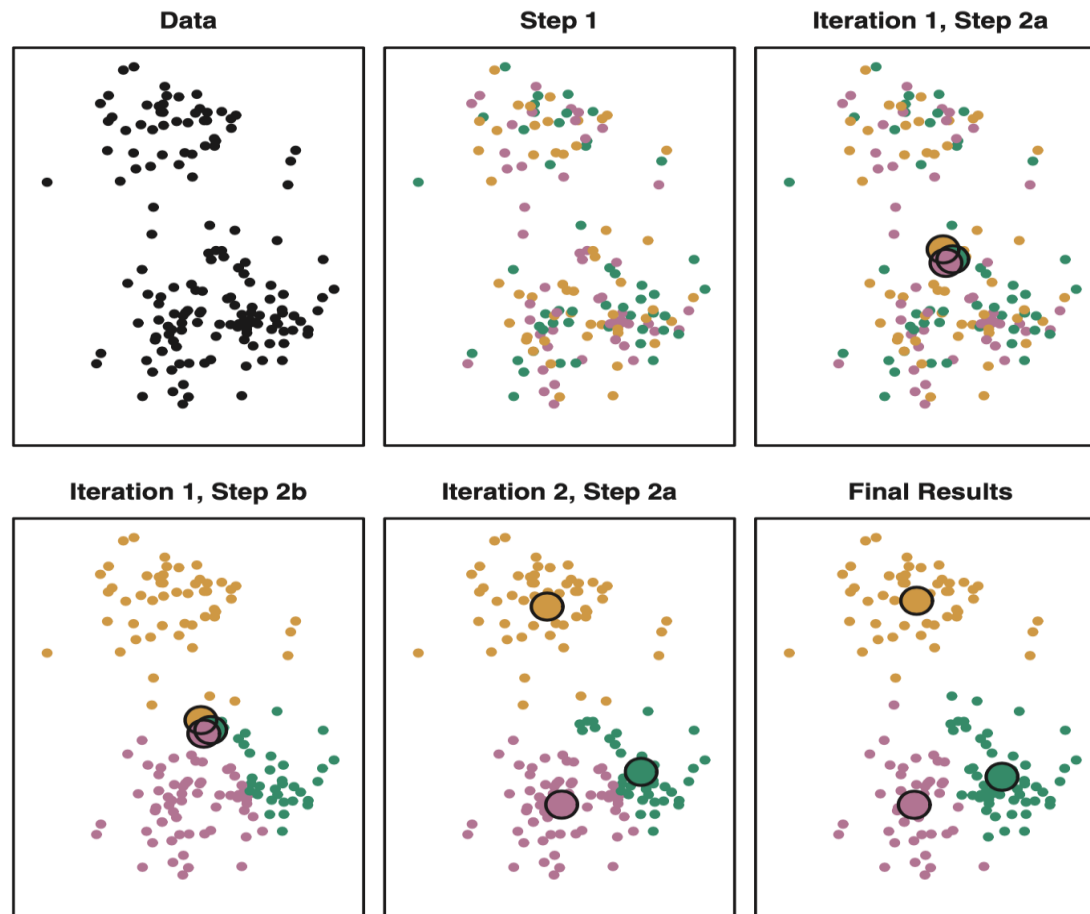 Data
Step 1
Iteration 1, Step 2a
Iteration 1, Step 2b
Iteration 2, Step 2a
Final Results